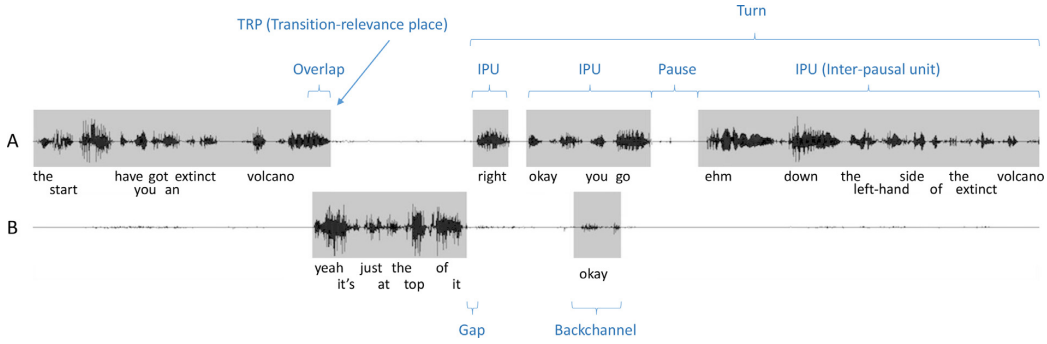 Turn
TRP (Transition-relevance place)
Overlap
IPU
IPU
Pause
IPU (Inter-pausal unit)
A
the have got extinct volcano right okay you go ehm down the side the volcano
start you an left-hand of extinct
B
yeah just the of okay
it's at top it
Gap
Backchannel